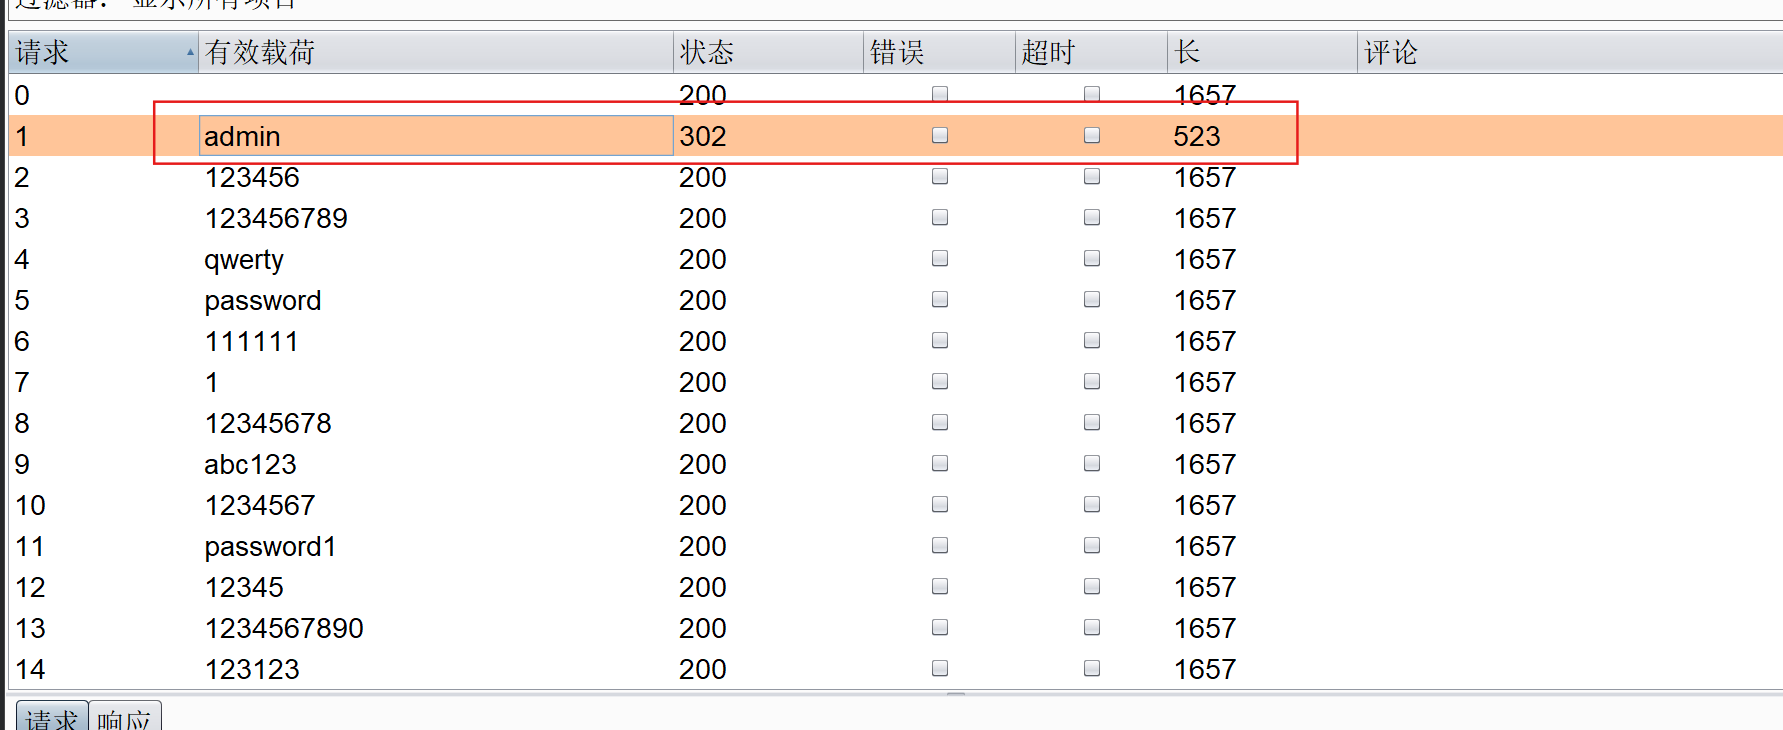 过滤器： 显示所有项目
请求 有效载荷 状态 错误 超时 长 评论
0 200 1657
1 admin 302 523
2 123456 200 1657
3 123456789 200 1657
4 qwerty 200 1657
5 password 200 1657
6 111111 200 1657
7 1 200 1657
8 12345678 200 1657
9 abc123 200 1657
10 1234567 200 1657
11 password1 200 1657
12 12345 200 1657
13 1234567890 200 1657
14 123123 200 1657
请求 响应